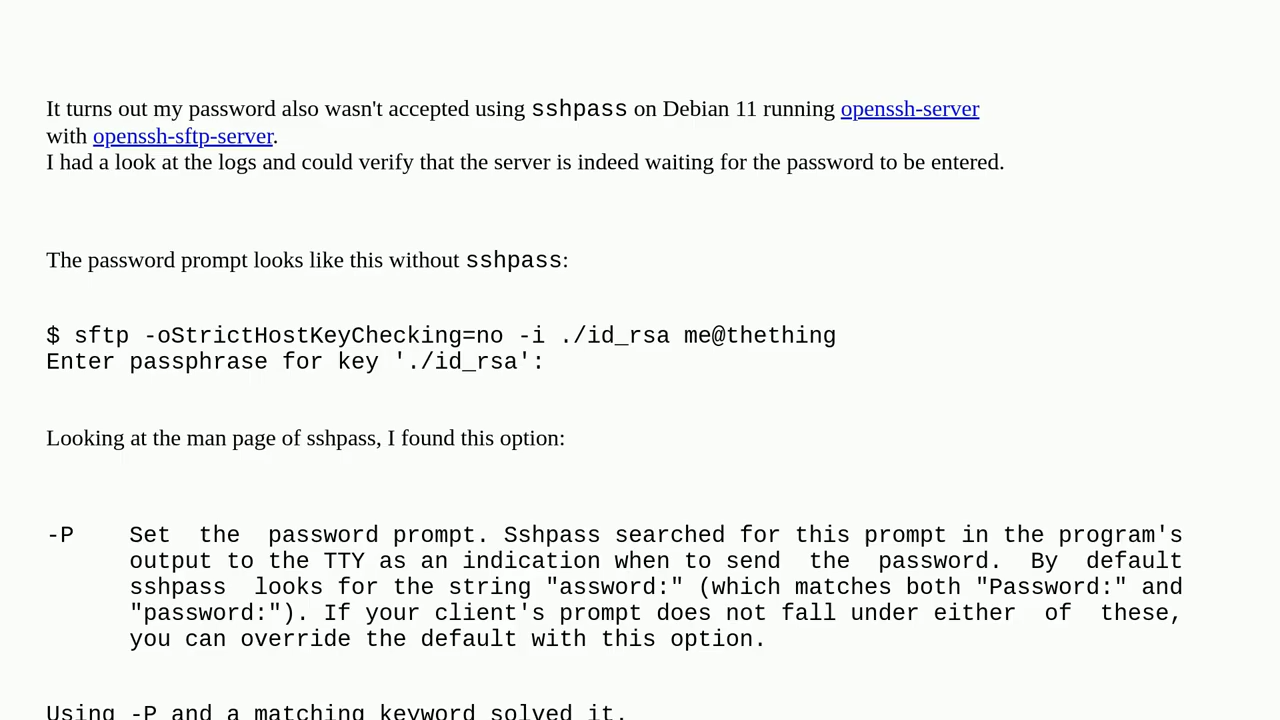 It turns out my password also wasn't accepted using sshpass on Debian 11 running openssh-server
with openssh-sftp-server.
I had a look at the logs and could verify that the server is indeed waiting for the password to be entered.
The password prompt looks like this without sshpass:
$ sftp -oStrictHostKeyChecking=no -i ./id_rsa me@thething
Enter passphrase for key './id_rsa':
Looking at the man page of sshpass, I found this option:
-P    Set  the  password prompt. Sshpass searched for this prompt in the program's
output to the TTY as an indication when to send  the  password.  By  default
sshpass  looks for the string "assword:" (which matches both "Password:" and
"password:"). If your client's prompt does not fall under either  of  these,
you can override the default with this option.
Using -P and a matching keyword solved it.